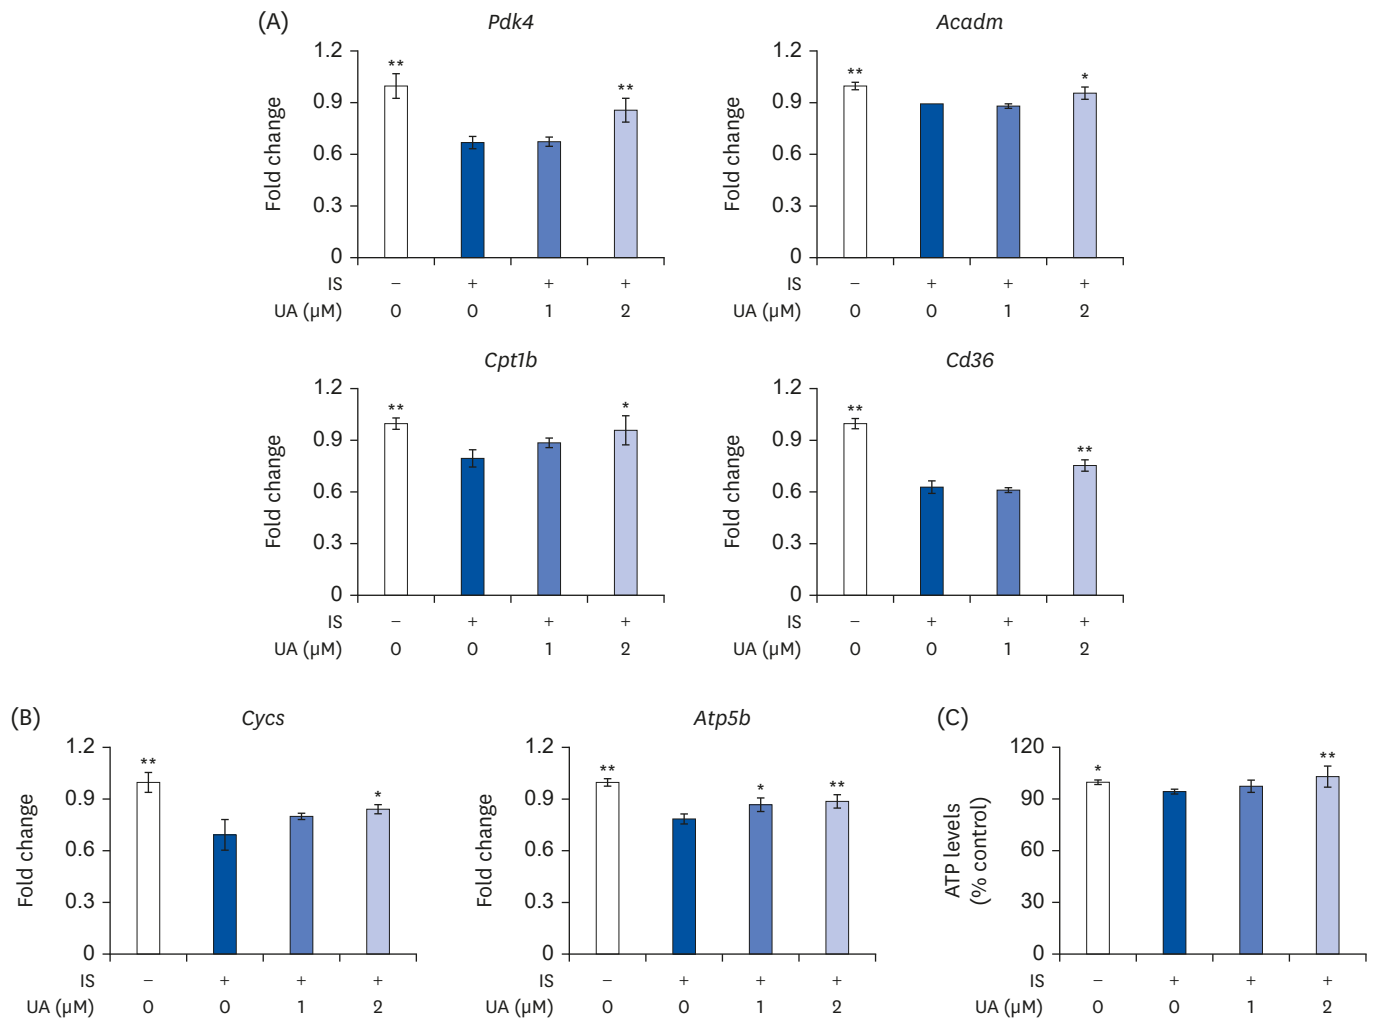 (A)
Pdk4
Acadm
1.2
0.9
0.6
0.3
0
Fold change
** **
IS − + + +
UA (μM) 0 0 1 2
1.2
0.9
0.6
0.3
0
Fold change
** *
IS − + + +
UA (μM) 0 0 1 2
Cpt1b
Cd36
1.2
0.9
0.6
0.3
0
Fold change
** *
IS − + + +
UA (μM) 0 0 1 2
1.2
0.9
0.6
0.3
0
Fold change
** **
IS − + + +
UA (μM) 0 0 1 2
(B)
Cycs
1.2
0.9
0.6
0.3
0
Fold change
** *
IS − + + +
UA (μM) 0 0 1 2
Atp5b
1.2
0.9
0.6
0.3
0
Fold change
** * **
IS − + + +
UA (μM) 0 0 1 2
(C)
120
90
60
30
0
ATP levels
(% control)
* **
IS − + + +
UA (μM) 0 0 1 2